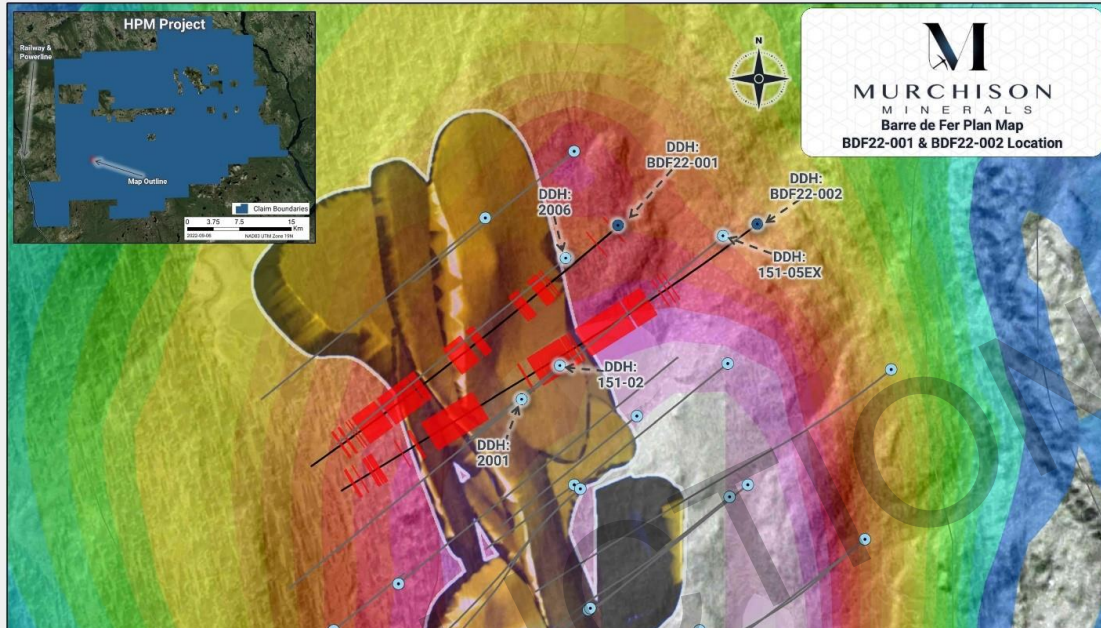 HPM Project
Railway &
Powerline
Map Outline
Claim Boundaries
0 3.75 7.5 15
Km
2022-09-06 NAD83 UTM Zone 19N
N
M
MURCHISON
MINERALS
Barre de Fer Plan Map
BDF22-001 & BDF22-002 Location
DDH:
BDF22-001
DDH:
BDF22-002
DDH:
2006
DDH:
151-05EX
DDH:
151-02
DDH:
2001